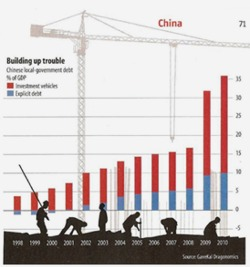 China
71
Building up trouble
Chinese local-government debt
% of GDP
Investment vehicles
Explicit debt
35
30
25
20
15
10
5
0
-5
1998 1999 2000 2001 2002 2003 2004 2005 2006 2007 2008 2009 2010
Source: GaveKal Dragonomics